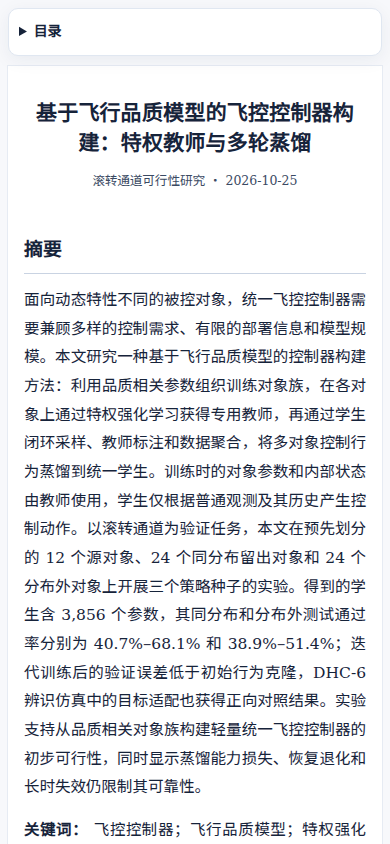 目录
基于飞行品质模型的飞控控制器构
建：特权教师与多轮蒸馏
滚转通道可行性研究 · 2026-10-25
摘要
面向动态特性不同的被控对象，统一飞控控制器需
要兼顾多样的控制需求、有限的部署信息和模型规
模。本文研究一种基于飞行品质模型的控制器构建
方法：利用品质相关参数组织训练对象族，在各对
象上通过特权强化学习获得专用教师，再通过学生
闭环采样、教师标注和数据聚合，将多对象控制行
为蒸馏到统一学生。训练时的对象参数和内部状态
由教师使用，学生仅根据普通观测及其历史产生控
制动作。以滚转通道为验证任务，本文在预先划分
的 12 个源对象、24 个同分布留出对象和 24 个
分布外对象上开展三个策略种子的实验。得到的学
生含 3,856 个参数，其同分布和分布外测试通过
率分别为 40.7%–68.1% 和 38.9%–51.4%；迭
代训练后的验证误差低于初始行为克隆，DHC-6
辨识仿真中的目标适配也获得正向对照结果。实验
支持从品质相关对象族构建轻量统一飞控控制器的
初步可行性，同时显示蒸馏能力损失、恢复退化和
长时失效仍限制其可靠性。
关键词： 飞控控制器；飞行品质模型；特权强化